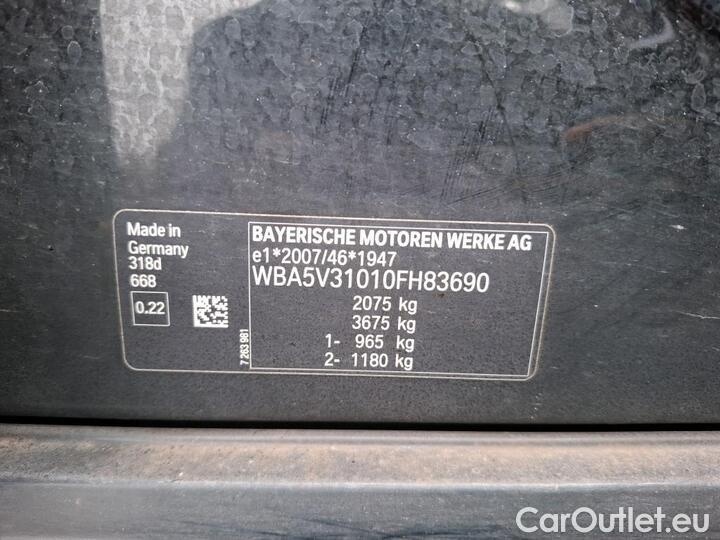 Made in
Germany
318d
668
0.22
7 263 981
BAYERISCHE MOTOREN WERKE AG
e1*2007/46*1947
WBA5V31010FH83690
2075 kg
3675 kg
1- 965 kg
2- 1180 kg
CarOutlet.eu